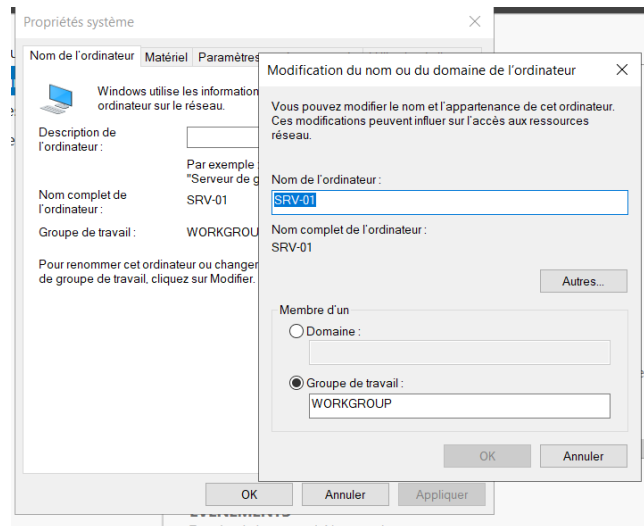 Propriétés système
Nom de l'ordinateur Matériel Paramètres
Windows utilise les information
ordinateur sur le réseau.
Description de
l'ordinateur :
Par exemple :
"Serveur de g
Nom complet de
l'ordinateur :
SRV-01
Groupe de travail : WORKGROU
Pour renommer cet ordinateur ou changer
de groupe de travail, cliquez sur Modifier.
OK Annuler Appliquer
Modification du nom ou du domaine de l'ordinateur
Vous pouvez modifier le nom et l'appartenance de cet ordinateur.
Ces modifications peuvent influer sur l'accès aux ressources
réseau.
Nom de l'ordinateur :
SRV-01
Nom complet de l'ordinateur :
SRV-01
Autres...
Membre d'un
Domaine :
Groupe de travail :
WORKGROUP
OK Annuler